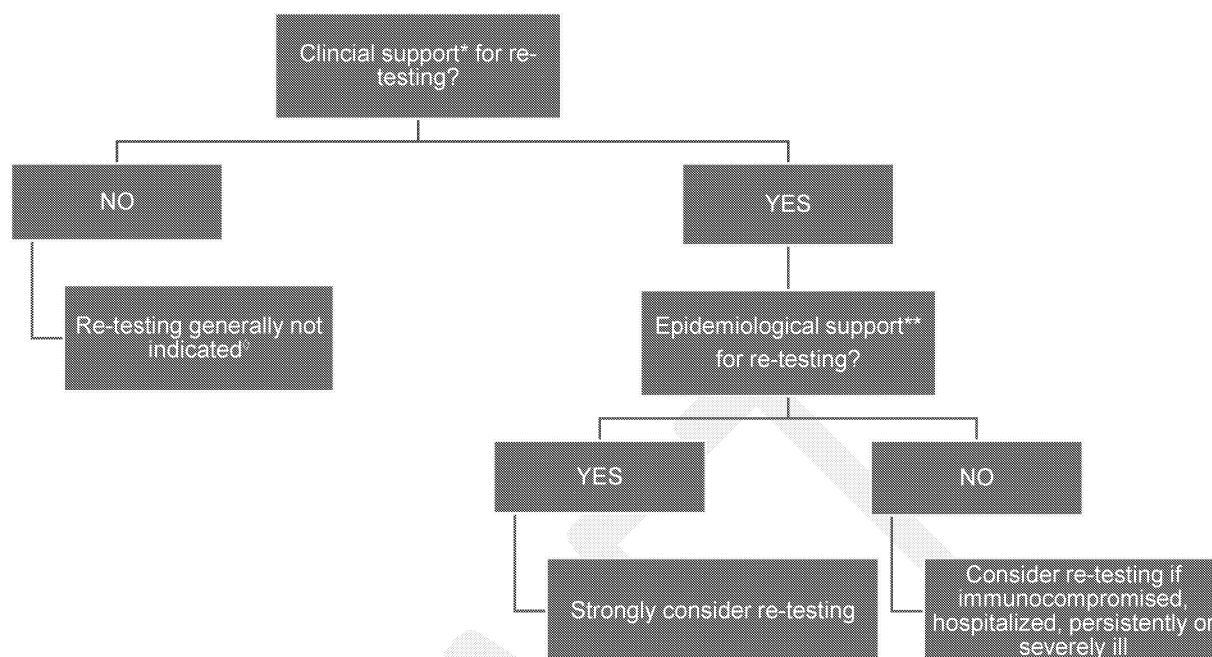 Clincial support* for re-
testing?
NO
YES
Re-testing generally not
indicated◊
Epidemiological support**
for re-testing?
YES
NO
Strongly consider re-testing
Consider re-testing if
immunocompromised,
hospitalized, persistently or
severely ill